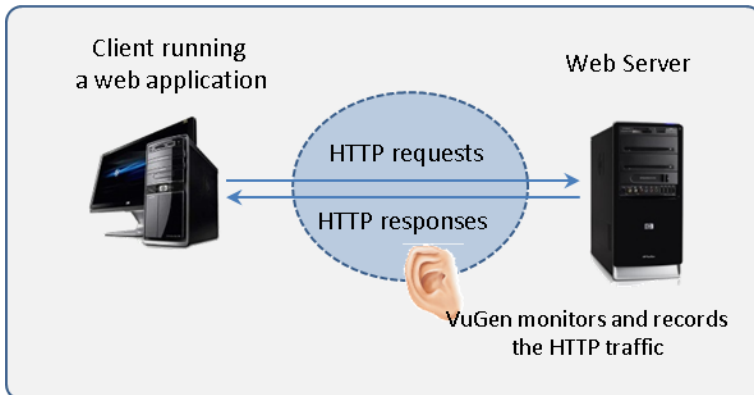 Client running
a web application
Web Server
HTTP requests
HTTP responses
VuGen monitors and records
the HTTP traffic